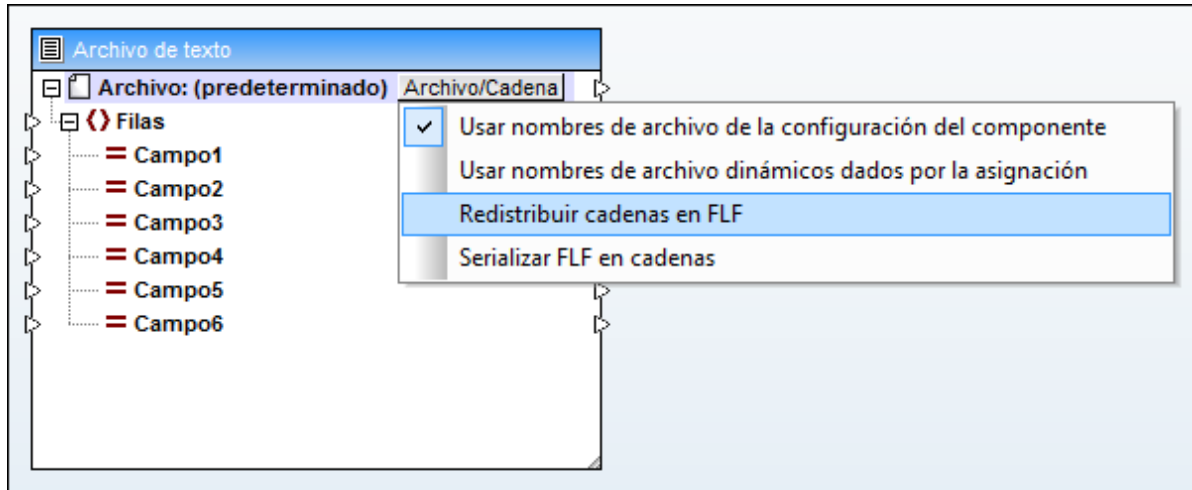 Archivo de texto
Archivo: (predeterminado) Archivo/Cadena
Filas
Campo1
Campo2
Campo3
Campo4
Campo5
Campo6
Usar nombres de archivo de la configuración del componente
Usar nombres de archivo dinámicos dados por la asignación
Redistribuir cadenas en FLF
Serializar FLF en cadenas